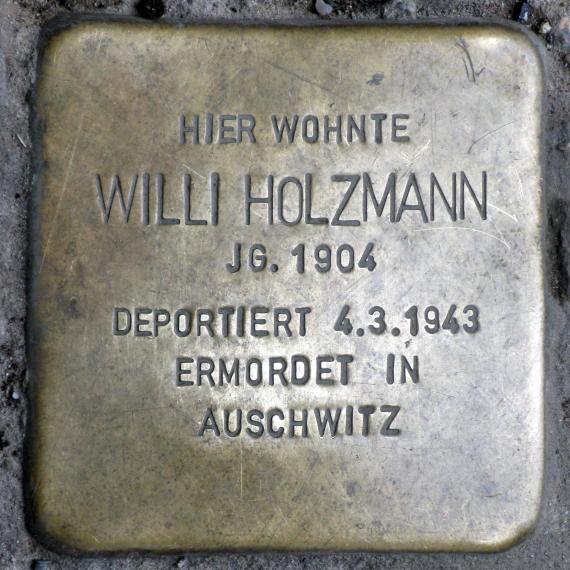 HIER WOHNTE
WILLI HOLZMANN
JG. 1904
DEPORTIERT 4.3.1943
ERMORDET IN
AUSCHWITZ